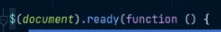 $(document).ready(function () {